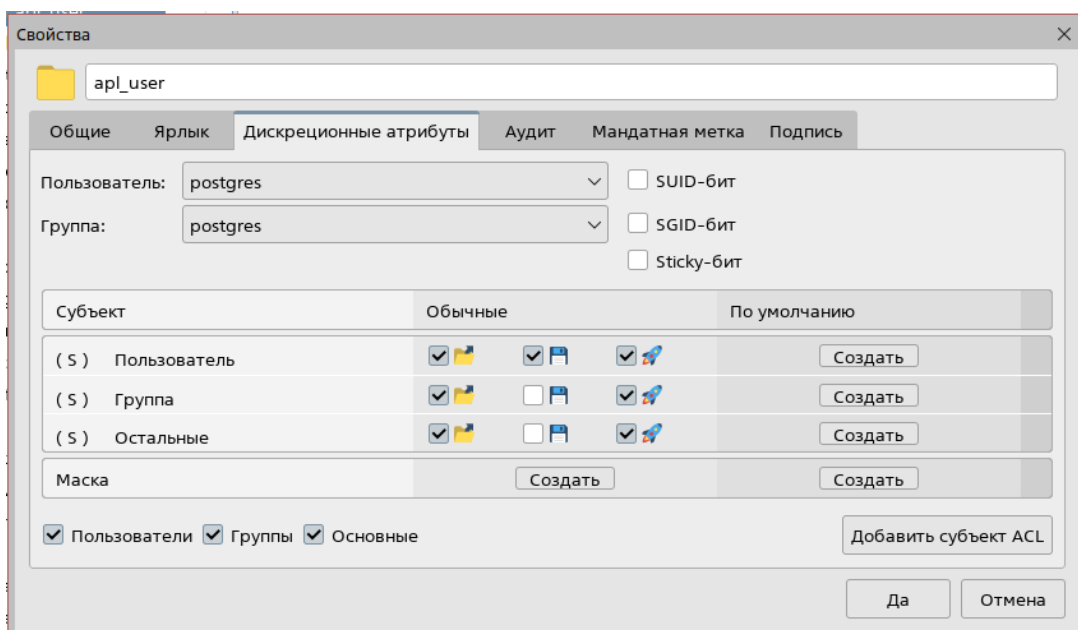 Свойства
apl_user
Общие Ярлык Дискреционные атрибуты Аудит Мандатная метка Подпись
Пользователь: postgres SUID-бит
Группа: postgres SGID-бит
Sticky-бит
Субъект Обычные По умолчанию
(S) Пользователь Создать
(S) Группа Создать
(S) Остальные Создать
Маска Создать Создать
Пользователи Группы Основные Добавить субъект ACL
Да Отмена